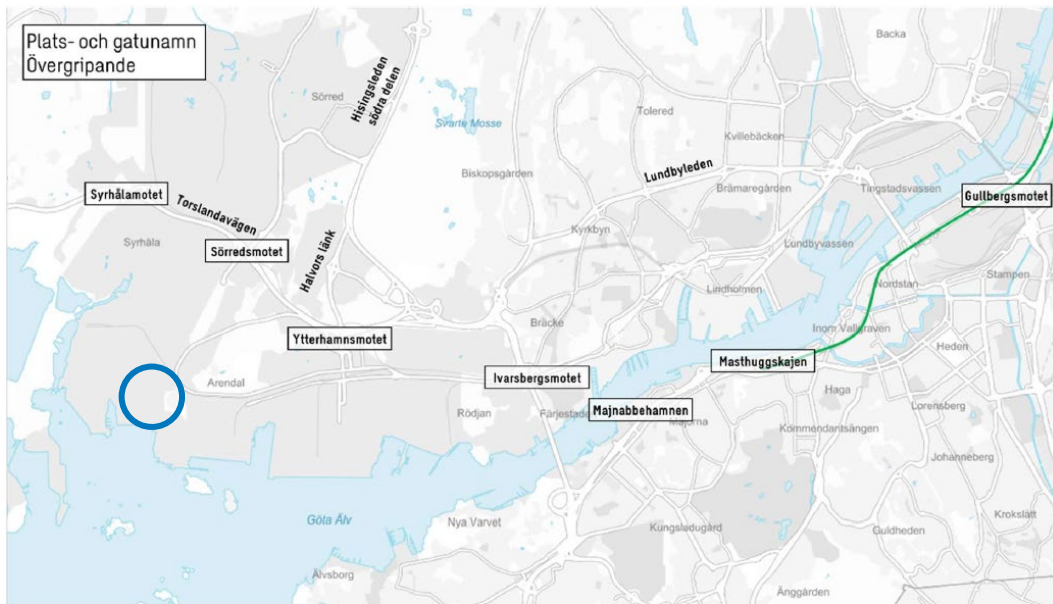 Plats- och gatunamn
Övergripande
Backa
Hisingsleden
södra delen
Sörred
Svarte Mosse
Tolered
Kvillebäcken
Biskopsgården
Lundbyleden
Brämaregården
Tingstadsvassen
Gullbergsmotet
Syrhålamotet
Torslandavägen
Kyrkbyn
Syrhåla
Sörredsmotet
Halvors länk
Lundbyvassen
Stampen
Lindholmen
Nordstan
Bräcke
Inom Vallgraven
Ytterhamnsmotet
Heden
Masthuggskajen
Arendal
Ivarsbergsmotet
Haga
Rödjan
Färjestade
Majnabbehamnen
Lorensberg
Majorna
Kommendantsängen
Johanneberg
Göta Älv
Nya Varvet
Kungsladugård
Guldheden
Krokslätt
Älvsborg
Änggården